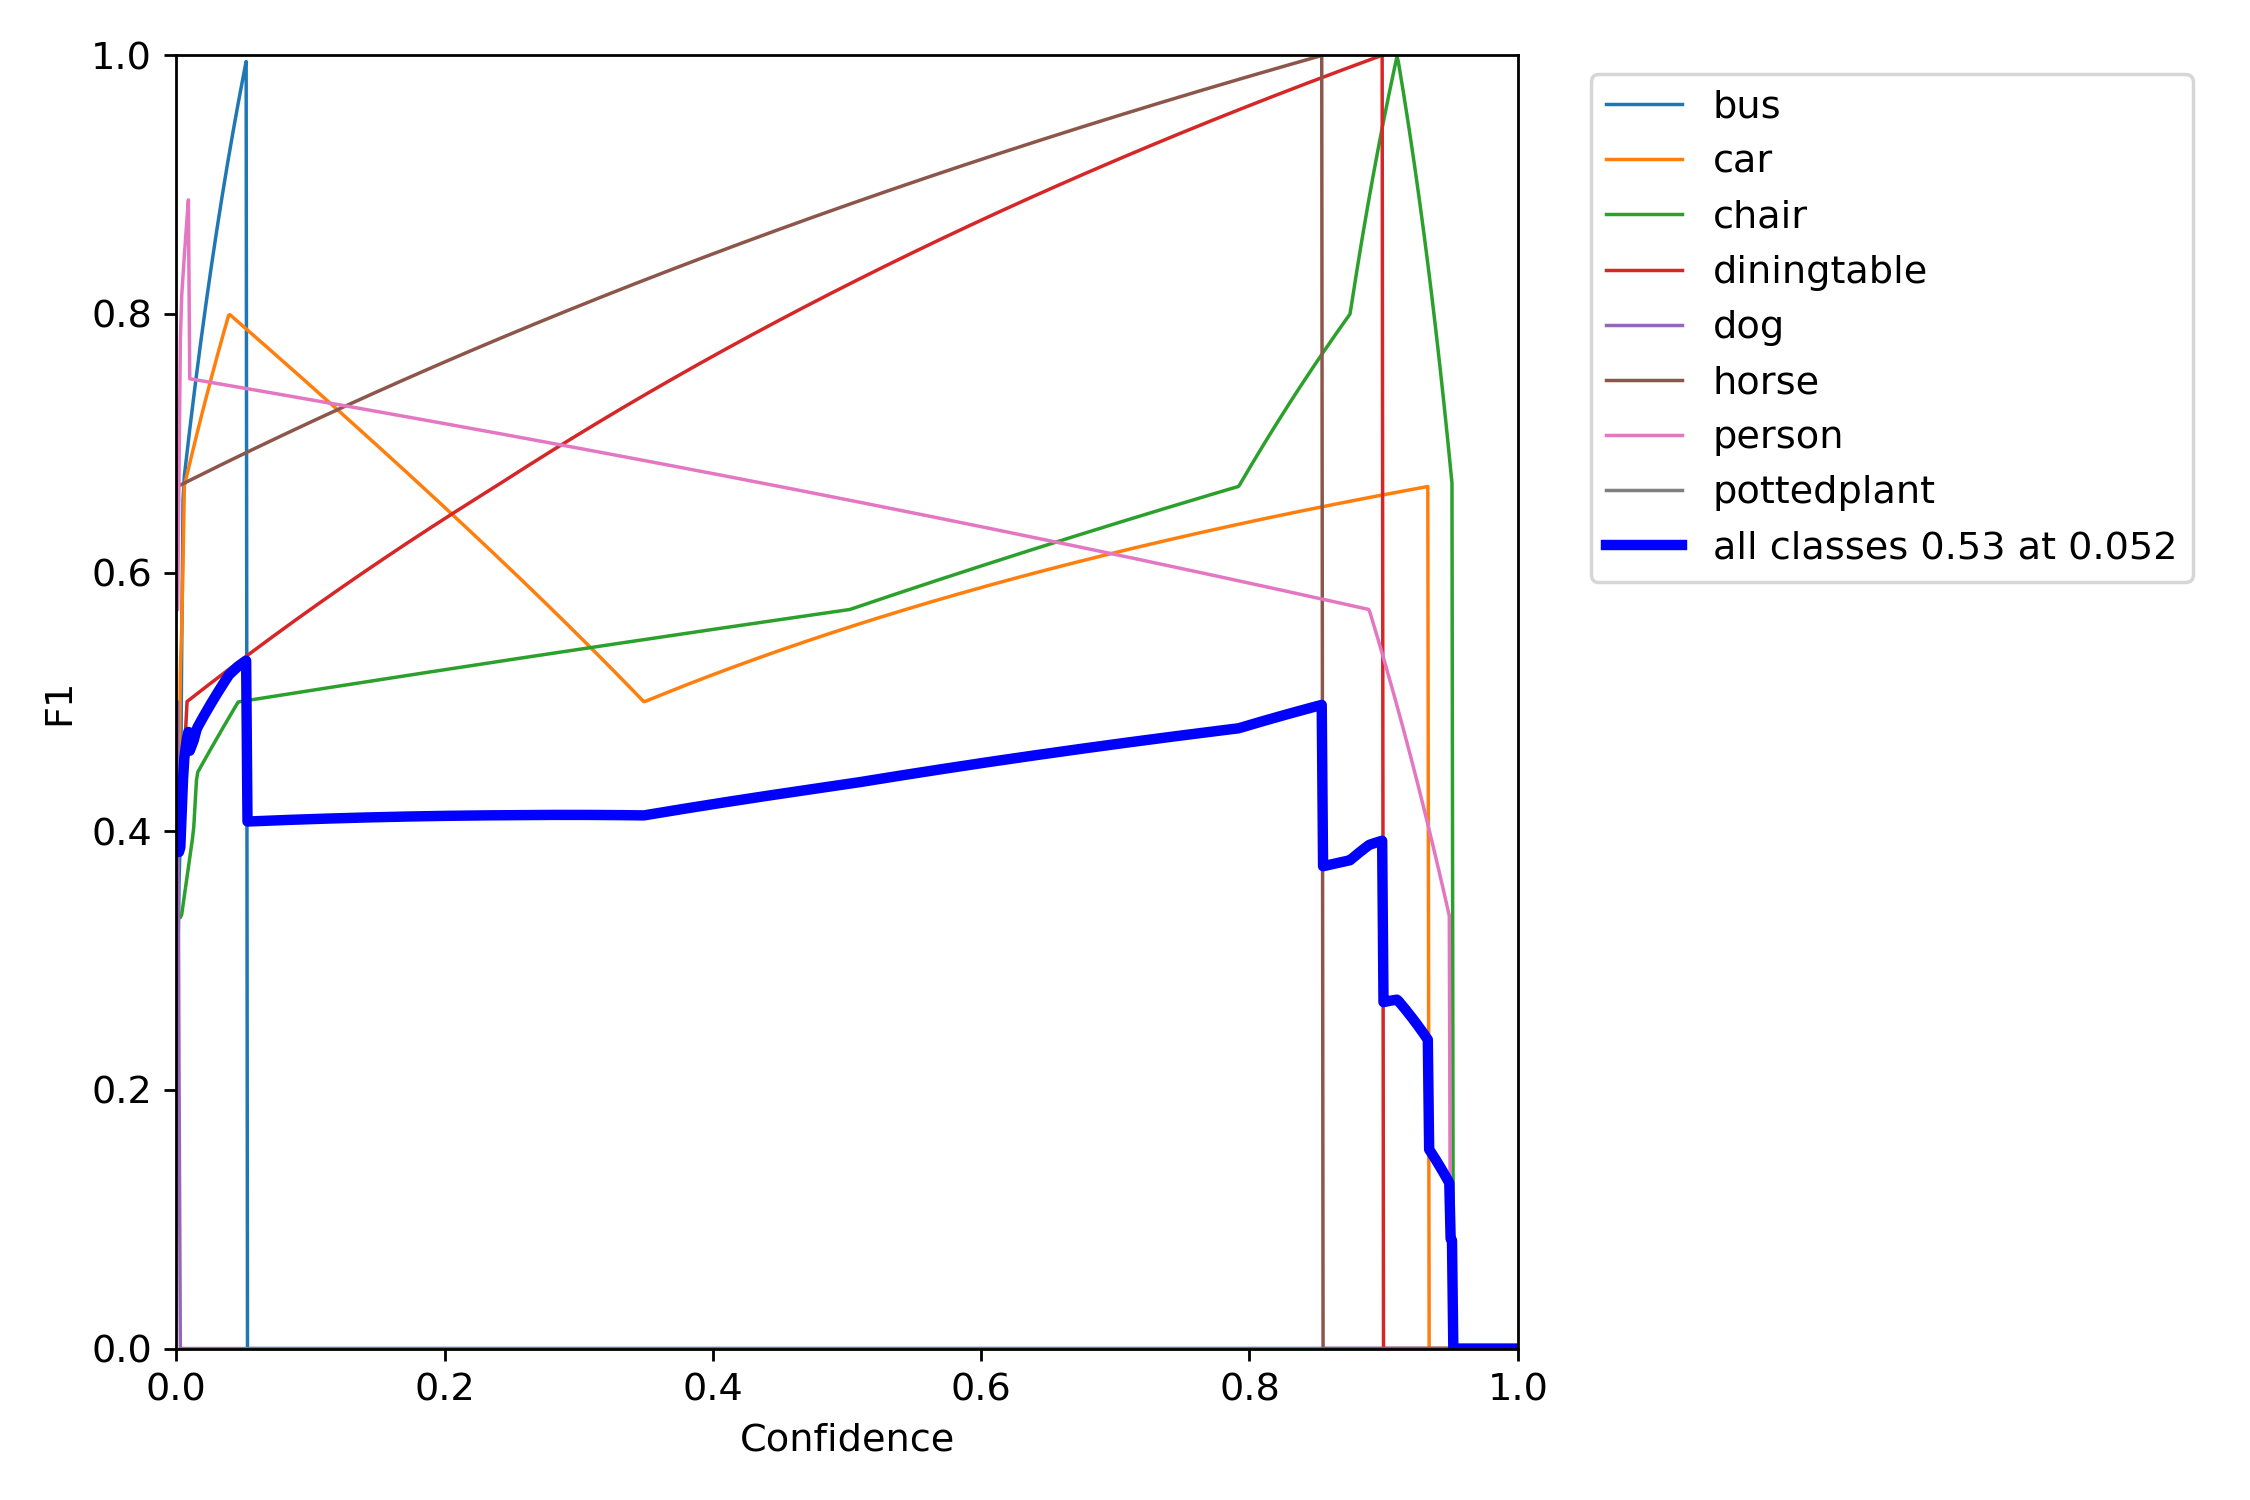 1.0
0.8
0.6
0.4
0.2
0.0
F1
0.0 0.2 0.4 0.6 0.8 1.0
Confidence
bus
car
chair
diningtable
dog
horse
person
pottedplant
all classes 0.53 at 0.052